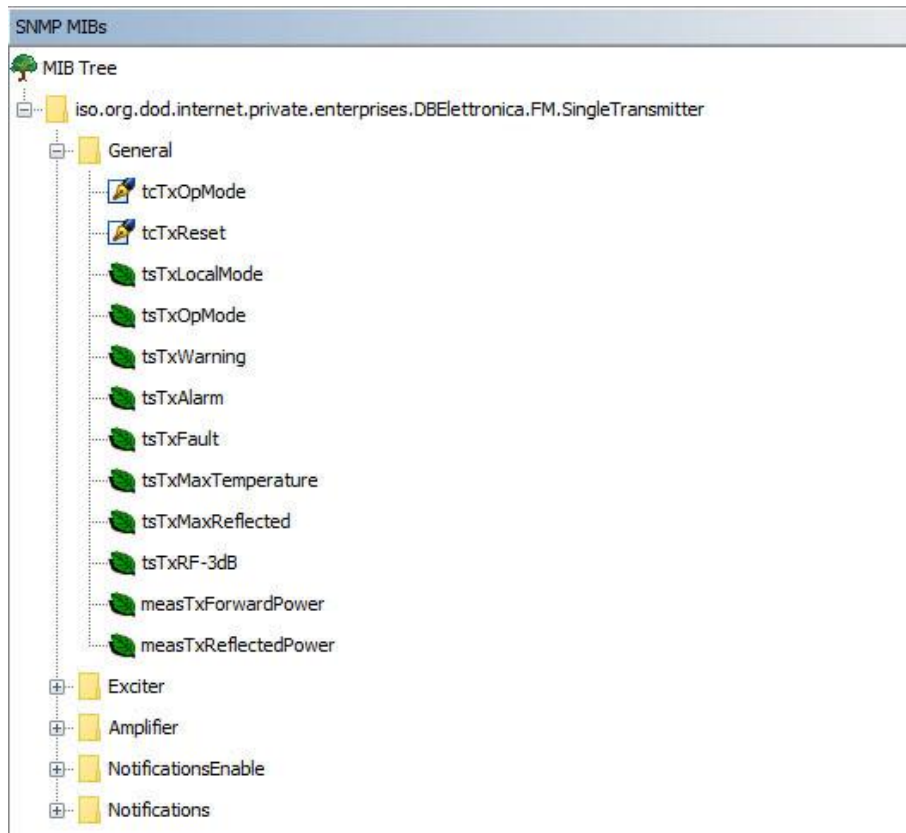 SNMP MIBs
MIB Tree
iso.org.dod.internet.private.enterprises.DBElettronica.FM.SingleTransmitter
General
tcTxOpMode
tcTxReset
tsTxLocalMode
tsTxOpMode
tsTxWarning
tsTxAlarm
tsTxFault
tsTxMaxTemperature
tsTxMaxReflected
tsTxRF-3dB
measTxForwardPower
measTxReflectedPower
Exciter
Amplifier
NotificationsEnable
Notifications